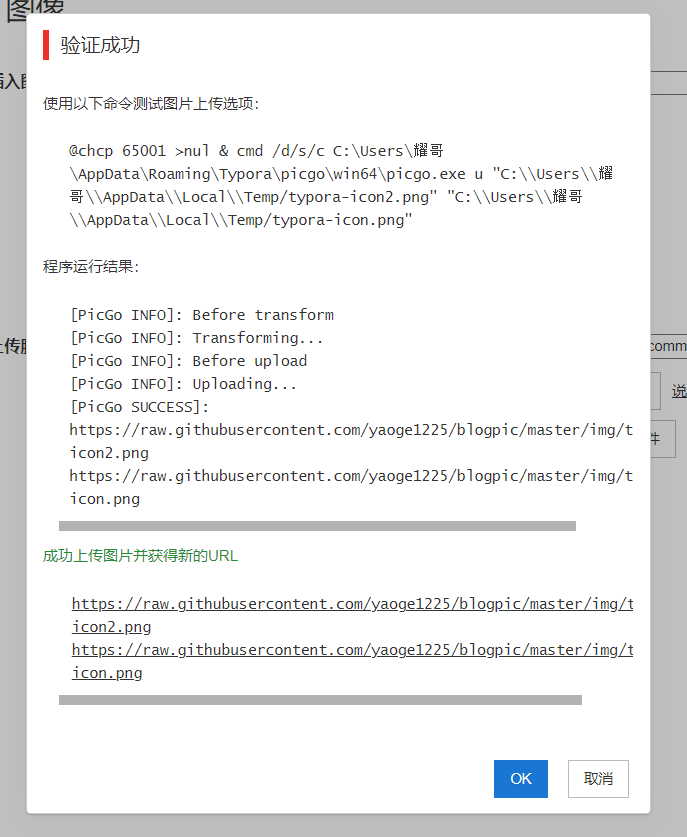 图像
验证成功
插入图
使用以下命令测试图片上传选项：
@chcp 65001 >nul & cmd /d/s/c C:\Users\耀哥
\AppData\Roaming\Typora\picgo\win64\picgo.exe u "C:\\Users\\耀
哥\\AppData\\Local\\Temp/typora-icon2.png" "C:\\Users\\耀哥
\\AppData\\Local\\Temp/typora-icon.png"
程序运行结果：
[PicGo INFO]: Before transform
[PicGo INFO]: Transforming...
上传服
comm
[PicGo INFO]: Before upload
[PicGo INFO]: Uploading...
说
[PicGo SUCCESS]:
https://raw.githubusercontent.com/yaoge1225/blogpic/master/img/t
件
icon2.png
https://raw.githubusercontent.com/yaoge1225/blogpic/master/img/t
icon.png
成功上传图片并获得新的URL
https://raw.githubusercontent.com/yaoge1225/blogpic/master/img/t
icon2.png
https://raw.githubusercontent.com/yaoge1225/blogpic/master/img/t
icon.png
OK
取消